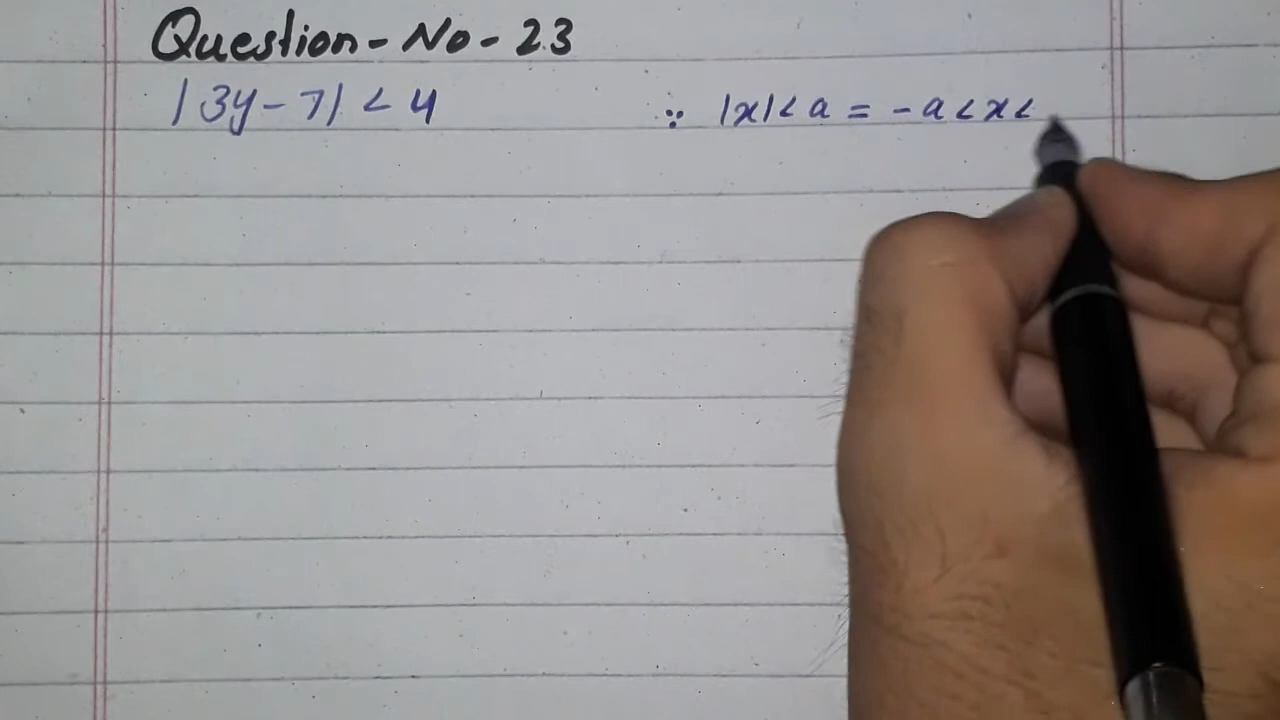 Question-No-23
|3y-7| < 4
∵ |x| < a = -a < x <